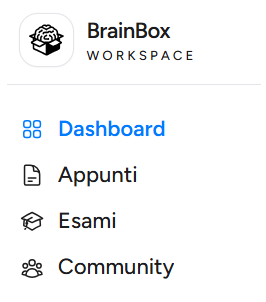 BrainBox
WORKSPACE
Dashboard
Appunti
Esami
Community